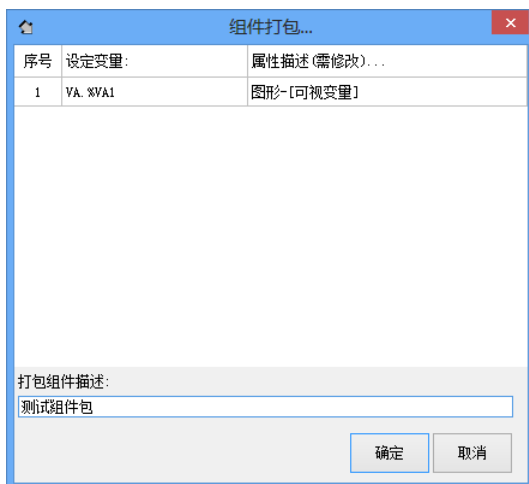 组件打包...
序号 设定变量: 属性描述(需修改)...
1 VA.%VA1 图形-[可视变量]
打包组件描述:
测试组件包
确定 取消